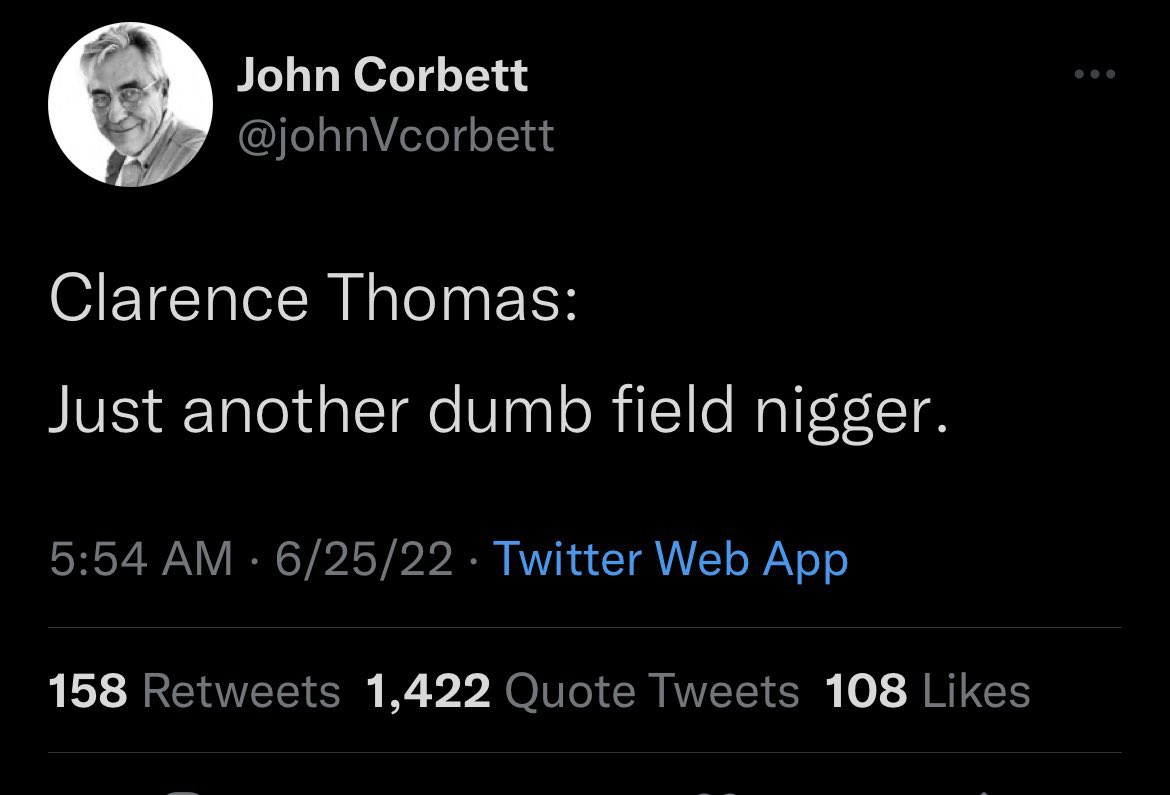 John Corbett
@johnVcorbett
Clarence Thomas:
Just another dumb field nigger.
5:54 AM · 6/25/22 · Twitter Web App
158 Retweets 1,422 Quote Tweets 108 Likes